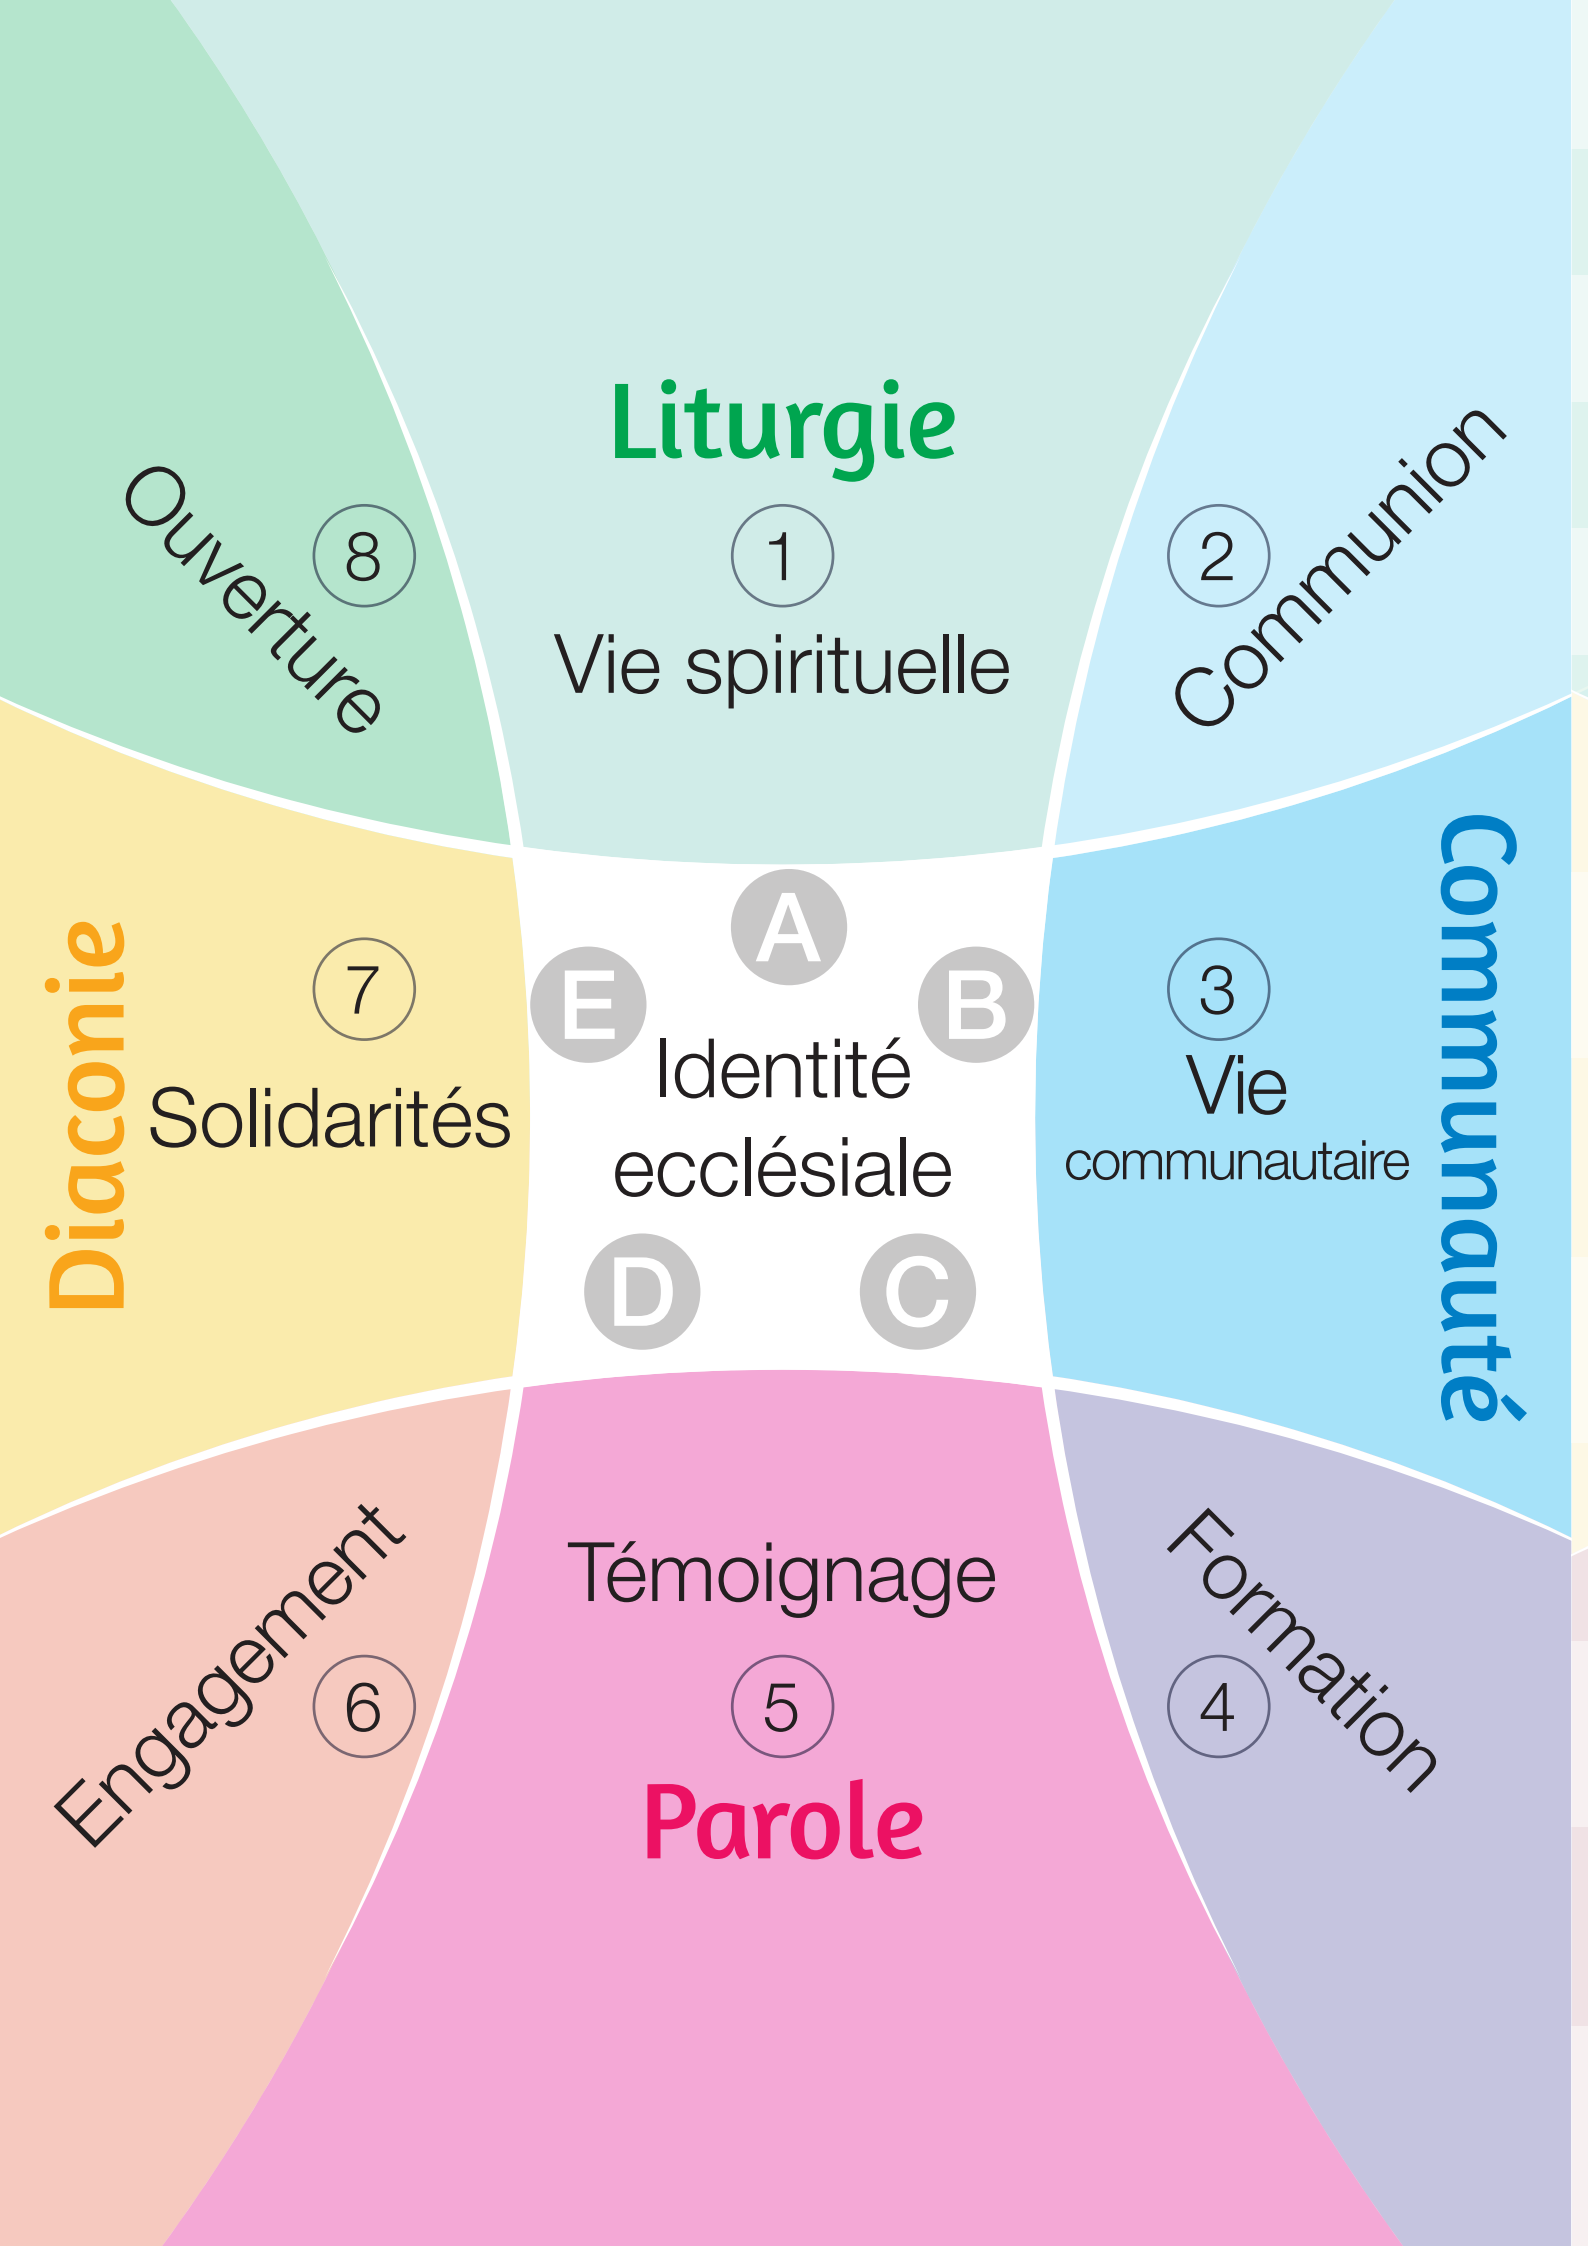 Liturgie
1
Vie spirituelle
2
Communion
Communauté
3
Vie
communautaire
4
Formation
Témoignage
5
Parole
6
Engagement
Diaconie
7
Solidarités
8
Ouverture
A
B
C
D
E
Identité
ecclésiale